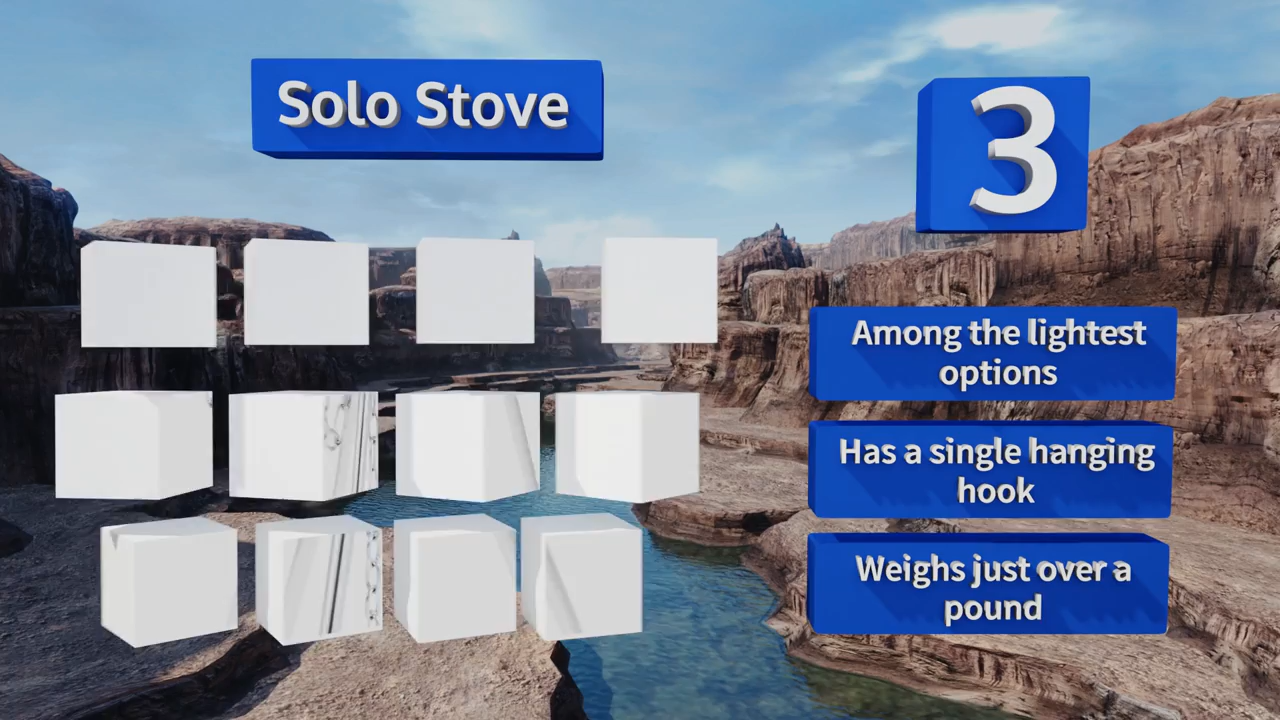 Solo Stove
3
Among the lightest
options
Has a single hanging
hook
Weighs just over a
pound